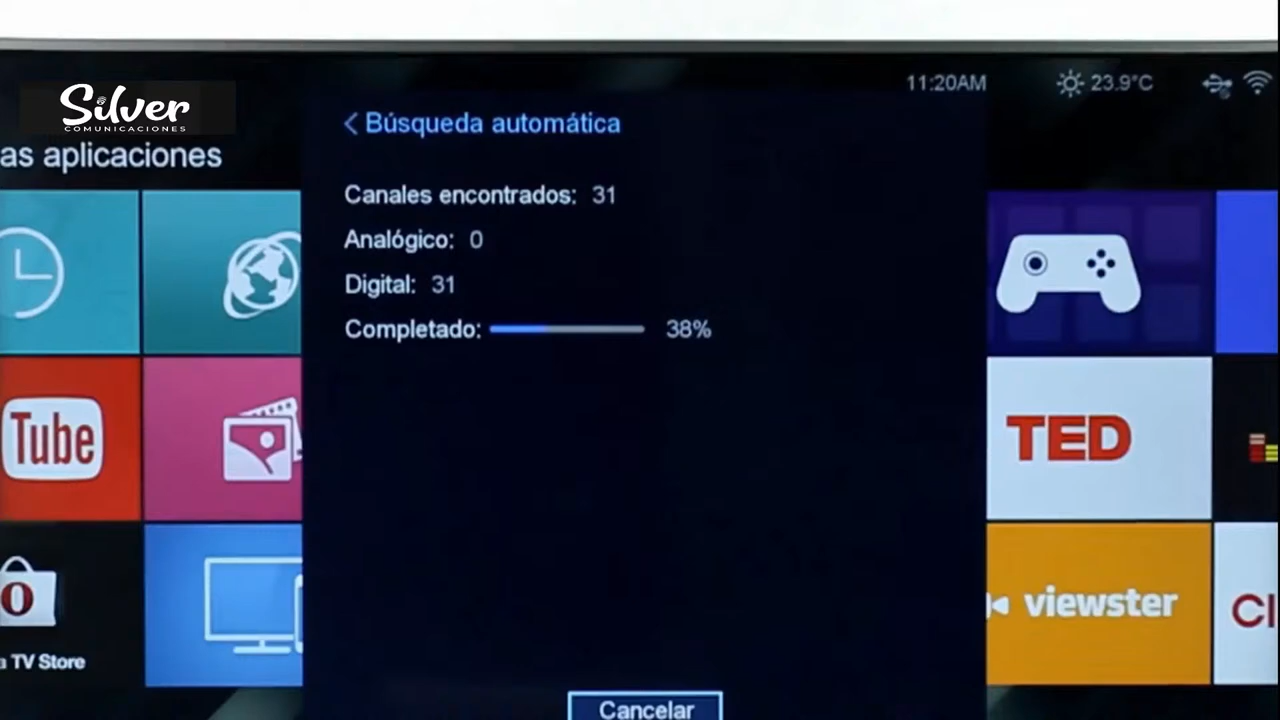 Silver
COMUNICACIONES
11:20AM
23.9°C
as aplicaciones
Búsqueda automática
Canales encontrados: 31
Analógico: 0
Digital: 31
Completado: 38%
Tube
TED
viewster
TV Store
Cancelar